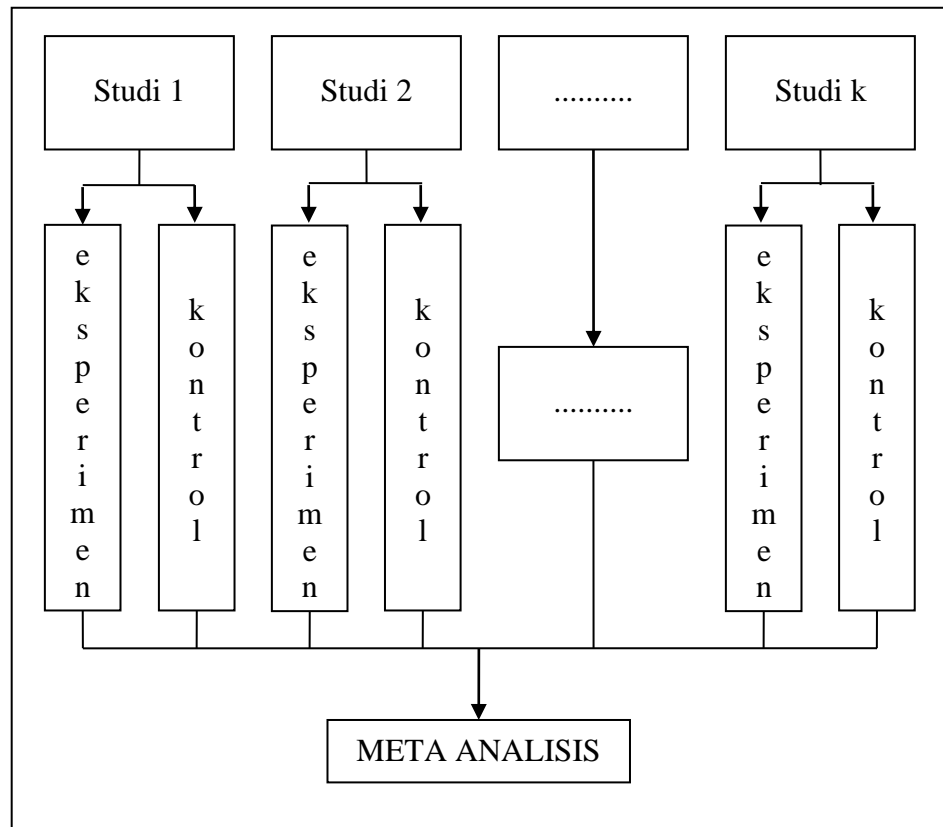 Studi 1
Studi 2
..........
Studi k
eksperimen
kontrol
eksperimen
kontrol
..........
eksperimen
kontrol
META ANALISIS